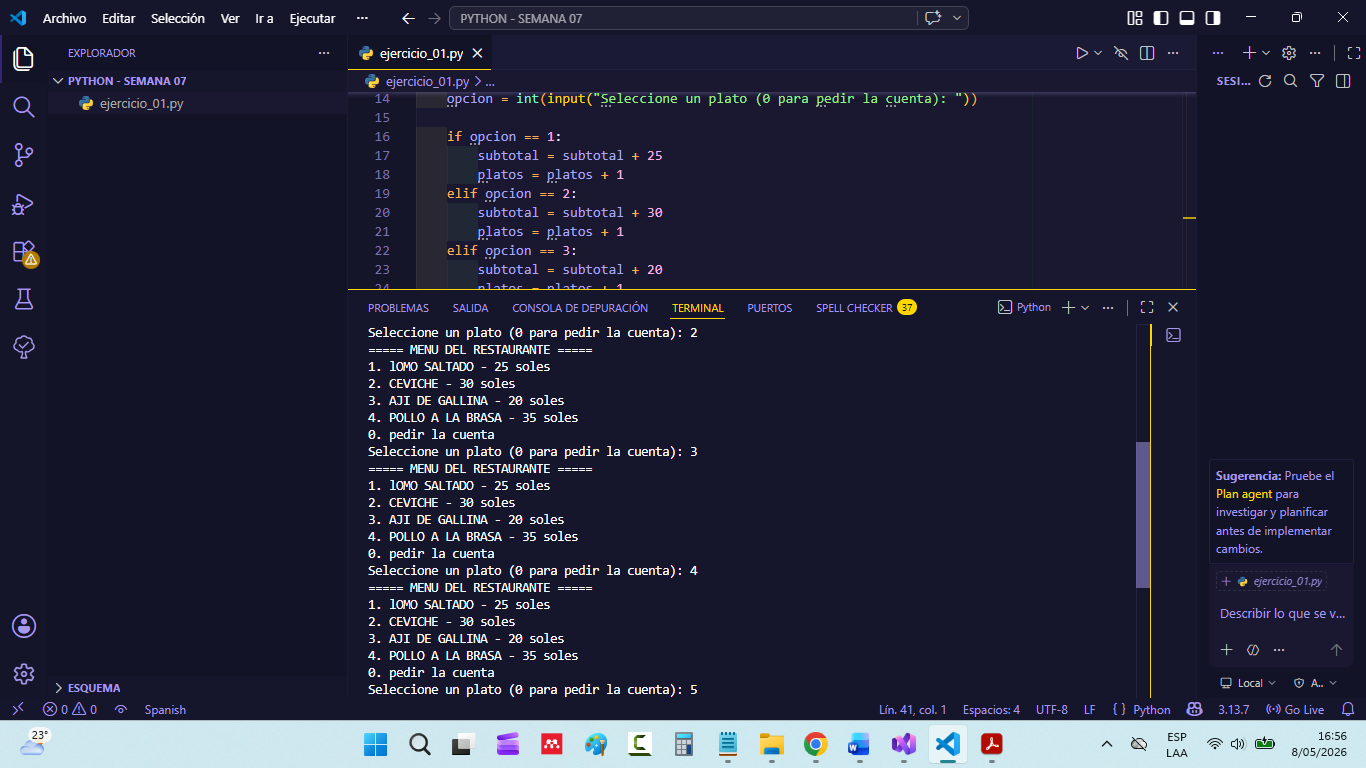 Archivo Editar Selección Ver Ir a Ejecutar ··· PYTHON - SEMANA 07
EXPLORADOR ···
PYTHON - SEMANA 07
ejercicio_01.py
ESQUEMA
ejercicio_01.py
ejercicio_01.py > ...
14 opcion = int(input("Seleccione un plato (0 para pedir la cuenta): "))
15
16 if opcion == 1:
17 subtotal = subtotal + 25
18 platos = platos + 1
19 elif opcion == 2:
20 subtotal = subtotal + 30
21 platos = platos + 1
22 elif opcion == 3:
23 subtotal = subtotal + 20
24 platos = platos + 1
PROBLEMAS SALIDA CONSOLA DE DEPURACIÓN TERMINAL PUERTOS SPELL CHECKER 37 Python
Seleccione un plato (0 para pedir la cuenta): 2
===== MENU DEL RESTAURANTE =====
1. lOMO SALTADO - 25 soles
2. CEVICHE - 30 soles
3. AJI DE GALLINA - 20 soles
4. POLLO A LA BRASA - 35 soles
0. pedir la cuenta
Seleccione un plato (0 para pedir la cuenta): 3
===== MENU DEL RESTAURANTE =====
1. lOMO SALTADO - 25 soles
2. CEVICHE - 30 soles
3. AJI DE GALLINA - 20 soles
4. POLLO A LA BRASA - 35 soles
0. pedir la cuenta
Seleccione un plato (0 para pedir la cuenta): 4
===== MENU DEL RESTAURANTE =====
1. lOMO SALTADO - 25 soles
2. CEVICHE - 30 soles
3. AJI DE GALLINA - 20 soles
4. POLLO A LA BRASA - 35 soles
0. pedir la cuenta
Seleccione un plato (0 para pedir la cuenta): 5
SESI...
Sugerencia: Pruebe el
Plan agent para
investigar y planificar
antes de implementar
cambios.
ejercicio_01.py
Describir lo que se v...
Local A..
0 0 Spanish Lín. 41, col. 1 Espacios: 4 UTF-8 LF {} Python 3.13.7 Go Live
23°
ESP
LAA
16:56
8/05/2026